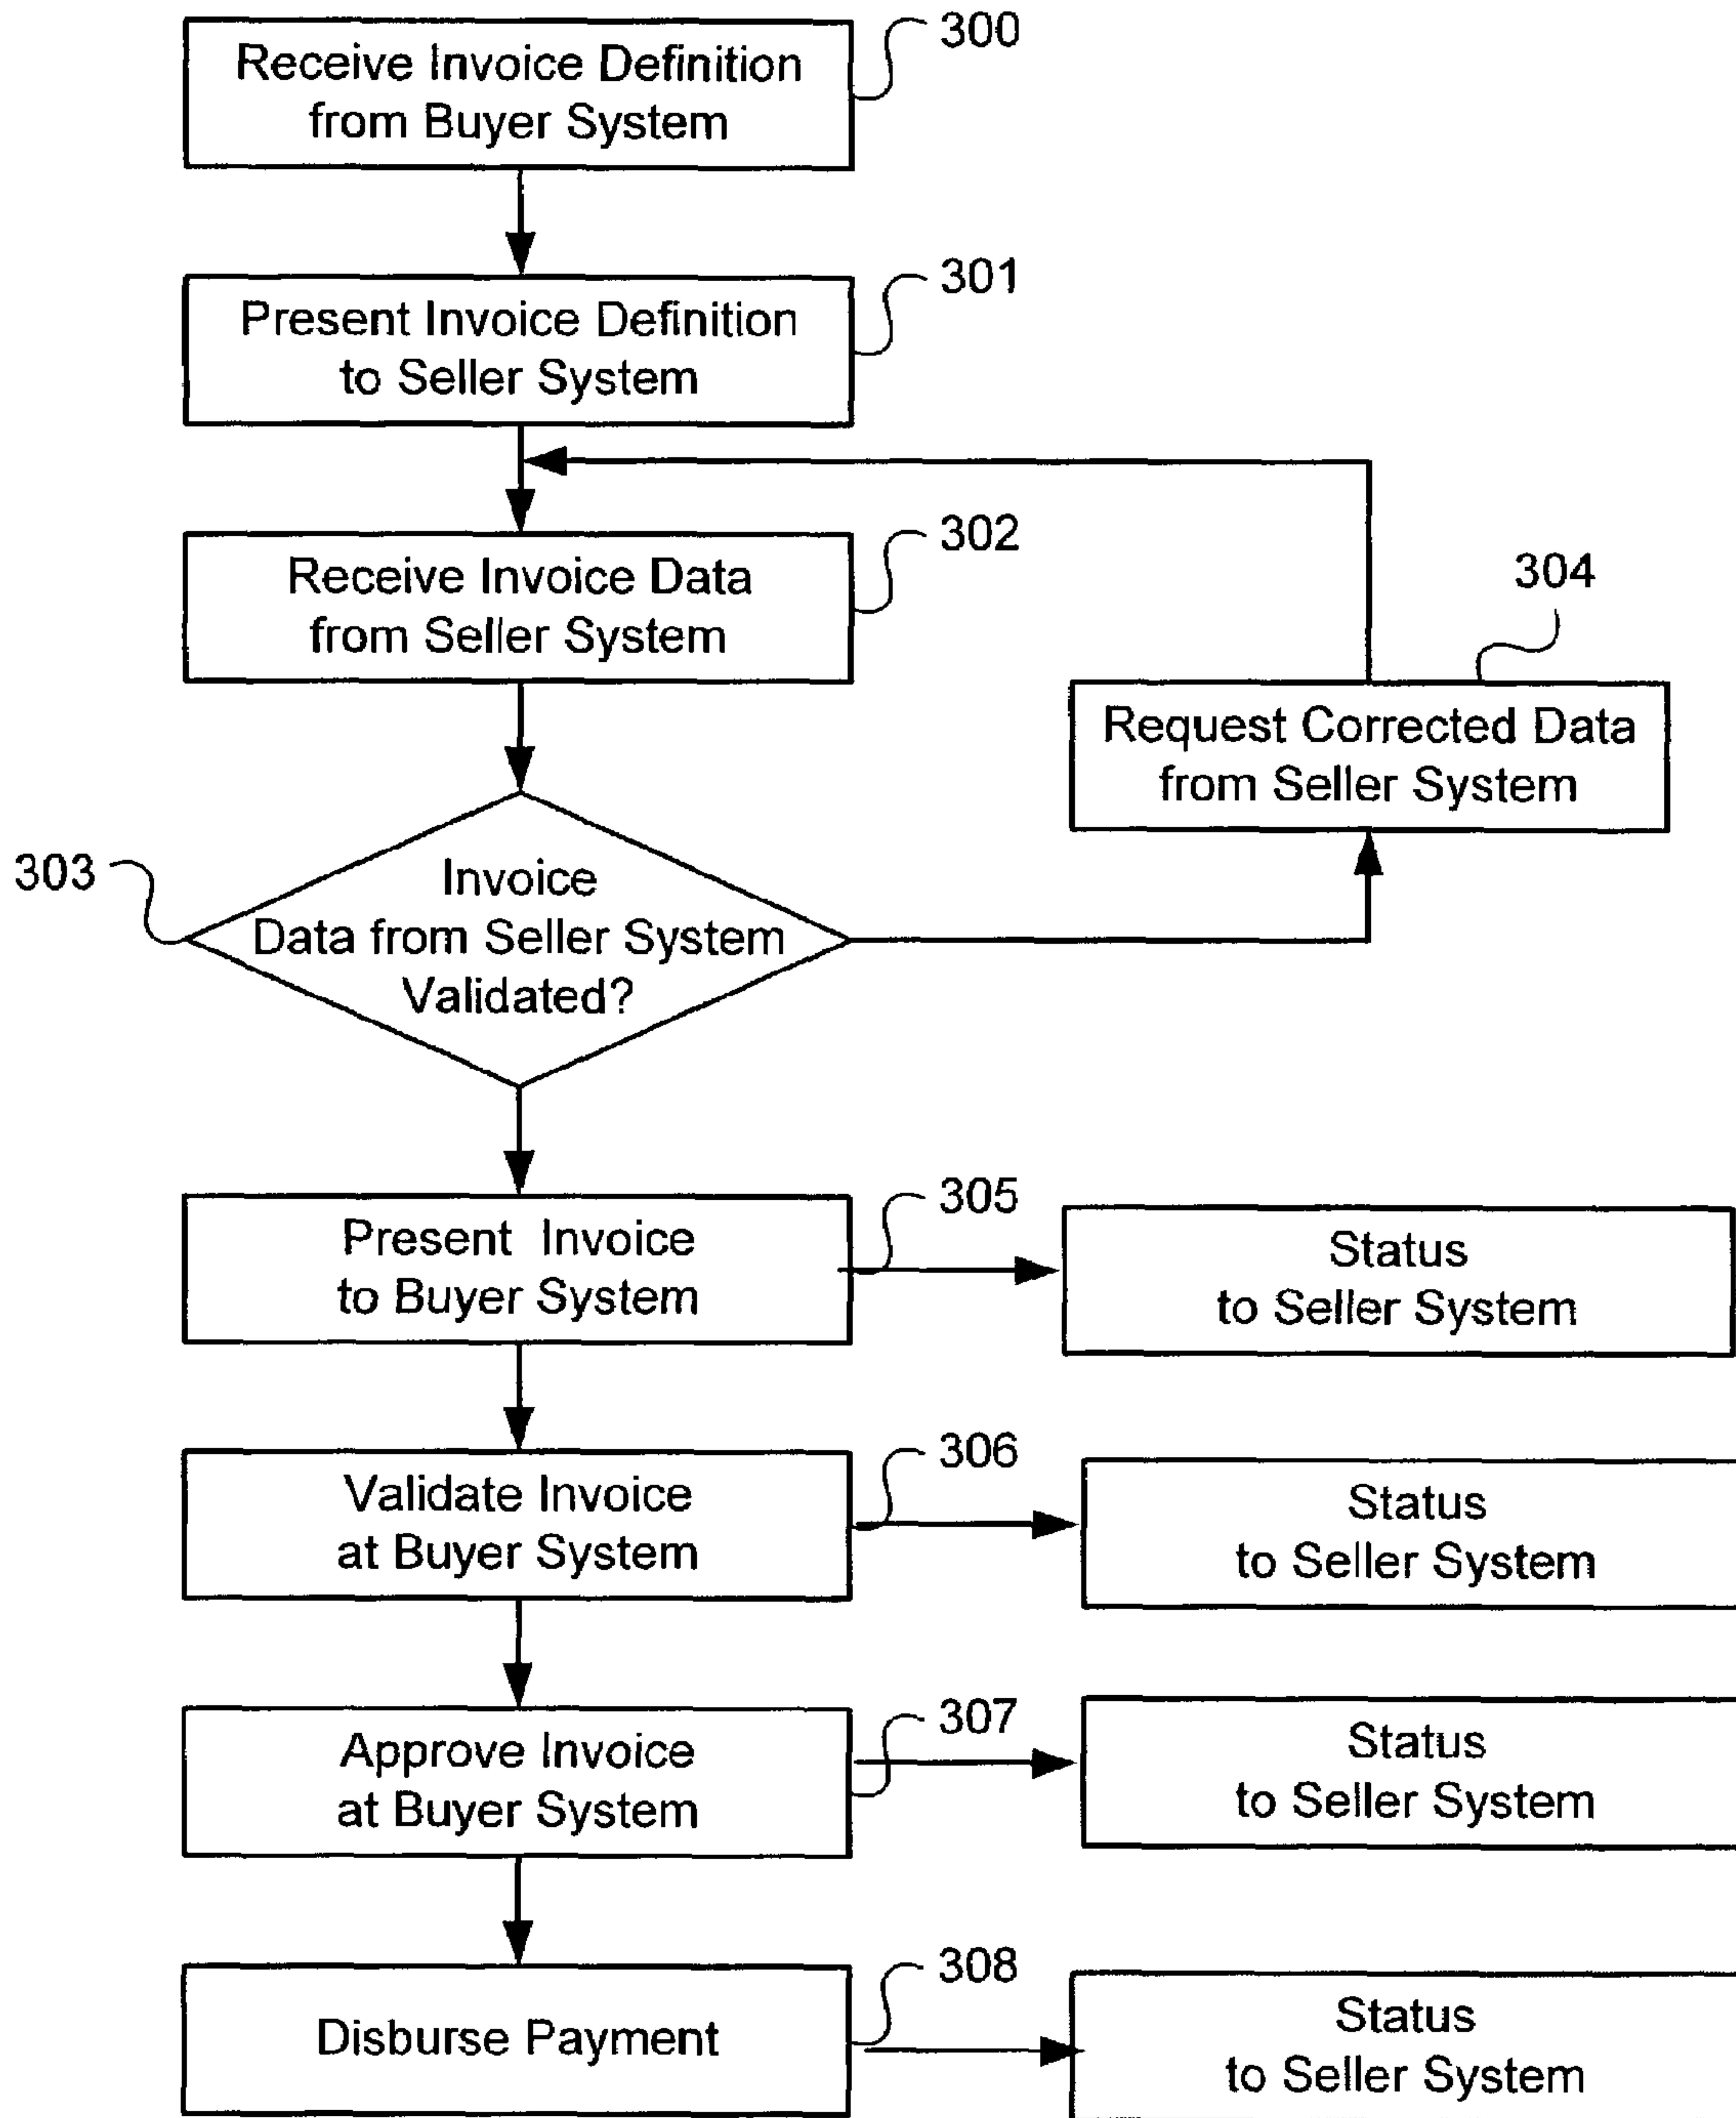 Receive Invoice Definition
from Buyer System
300
Present Invoice Definition
to Seller System
301
Receive Invoice Data
from Seller System
302
304
Request Corrected Data
from Seller System
303
Invoice
Data from Seller System
Validated?
Present Invoice
to Buyer System
305
Status
to Seller System
Validate Invoice
at Buyer System
306
Status
to Seller System
Approve Invoice
at Buyer System
307
Status
to Seller System
Disburse Payment
308
Status
to Seller System